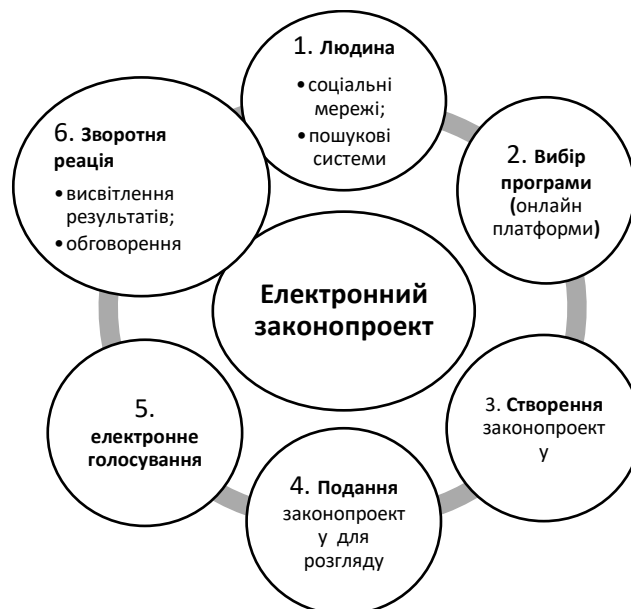 1. Людина
•соціальні
мережі;
•пошукові
системи
2. Вибір
програми
(онлайн
платформи)
3. Створення
законопроект
у
4. Подання
законопроект
у для
розгляду
5.
електронне
голосування
6. Зворотня
реакція
•висвітлення
результатів;
•обговорення
Електронний
законопроект